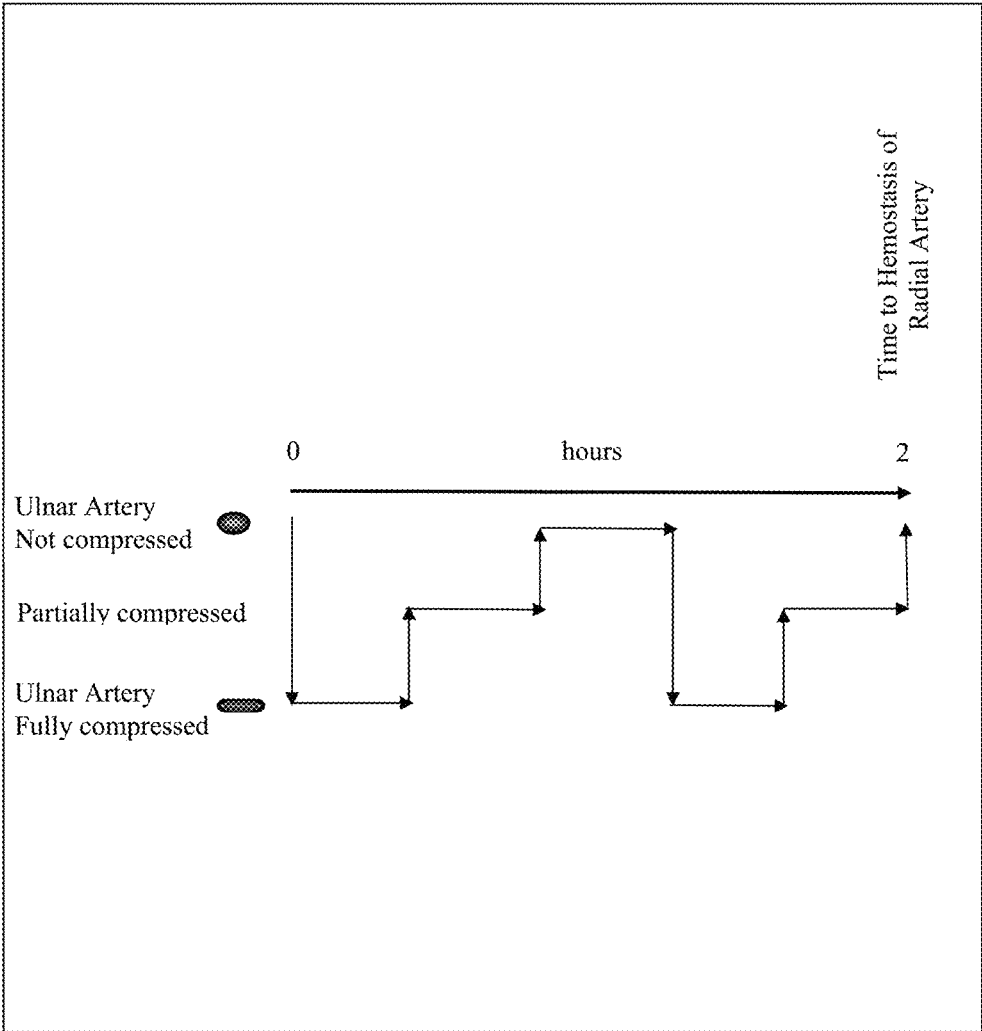 Time to Hemostasis of
Radial Artery
0 hours 2
Ulnar Artery
Not compressed
Partially compressed
Ulnar Artery
Fully compressed